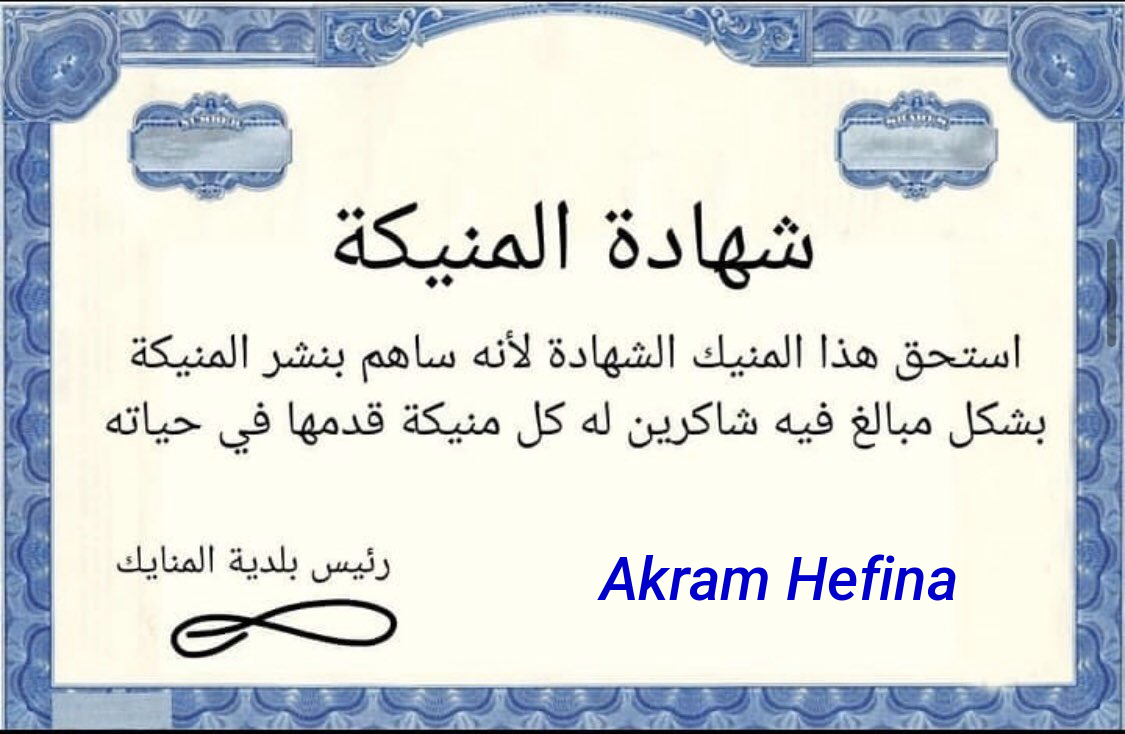 شهادة المنيكة
استحق هذا المنيك الشهادة لأنه ساهم بنشر المنيكة
بشكل مبالغ فيه شاكرين له كل منيكة قدمها في حياته
رئيس بلدية المنايك
Akram Hefina